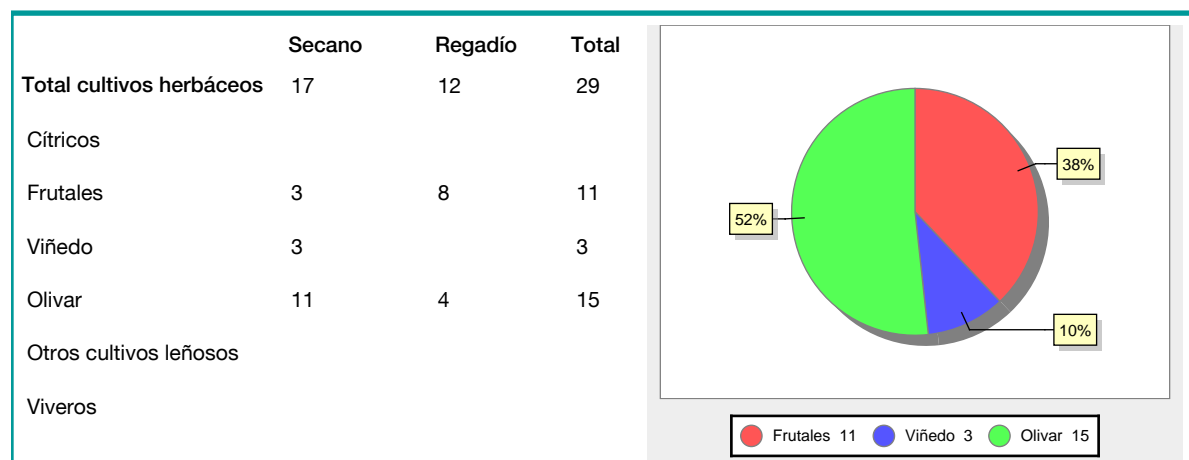 Secano Regadío Total
Total cultivos herbáceos 17 12 29
Cítricos
Frutales 3 8 11
Viñedo 3 3
Olivar 11 4 15
Otros cultivos leñosos
Viveros
38%
52%
10%
Frutales 11 Viñedo 3 Olivar 15